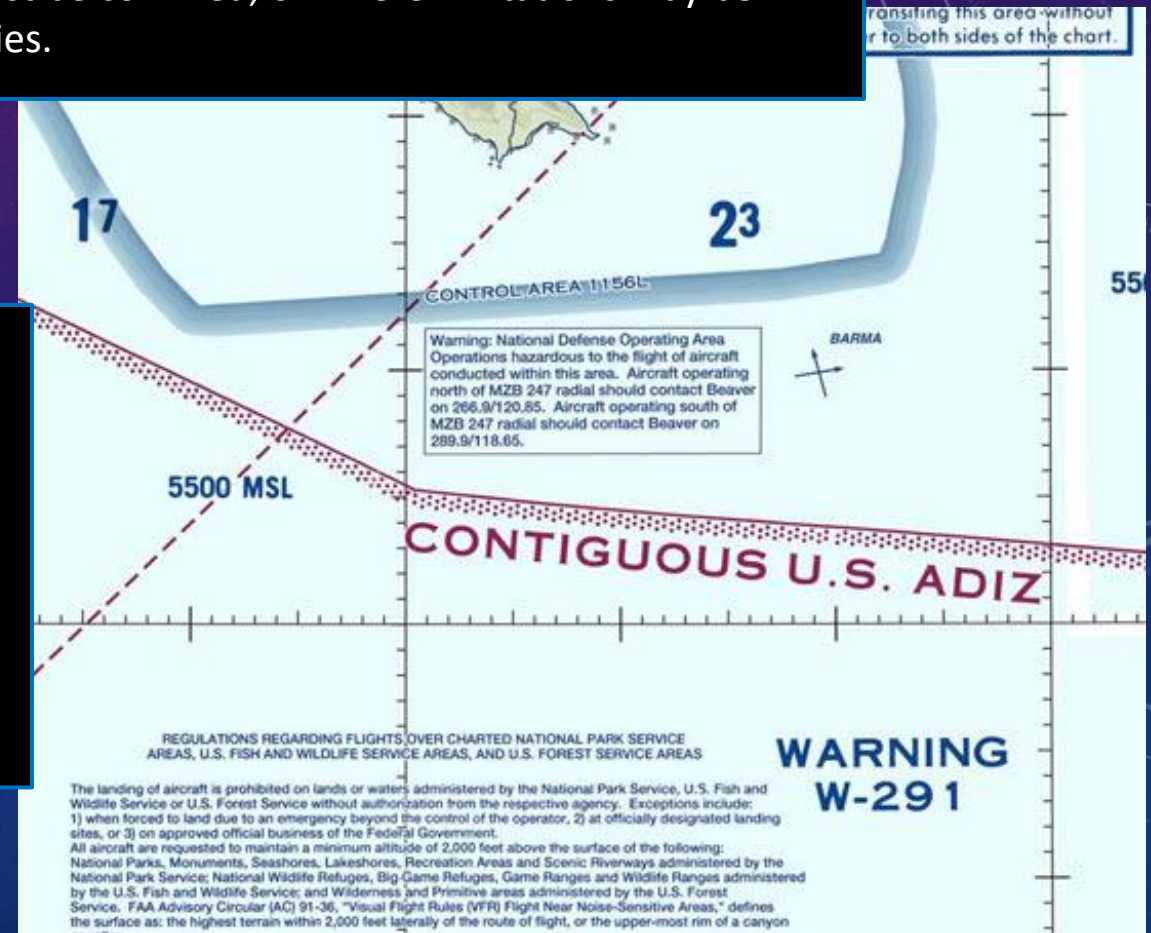 ies.
transiting this area without
to both sides of the chart.
17
23
CONTROL AREA 1156L
550
BARMA
Warning: National Defense Operating Area
Operations hazardous to the flight of aircraft
conducted within this area. Aircraft operating
north of MZB 247 radial should contact Beaver
on 266.9/120.85. Aircraft operating south of
MZB 247 radial should contact Beaver on
289.9/118.65.
5500 MSL
CONTIGUOUS U.S. ADIZ
REGULATIONS REGARDING FLIGHTS OVER CHARTED NATIONAL PARK SERVICE
AREAS, U.S. FISH AND WILDLIFE SERVICE AREAS, AND U.S. FOREST SERVICE AREAS
WARNING
W-291
The landing of aircraft is prohibited on lands or waters administered by the National Park Service, U.S. Fish and
Wildlife Service or U.S. Forest Service without authorization from the respective agency. Exceptions include:
1) when forced to land due to an emergency beyond the control of the operator, 2) at officially designated landing
sites, or 3) on approved official business of the Federal Government.
All aircraft are requested to maintain a minimum altitude of 2,000 feet above the surface of the following:
National Parks, Monuments, Seashores, Lakeshores, Recreation Areas and Scenic Riverways administered by the
National Park Service; National Wildlife Refuges, Big Game Refuges, Game Ranges and Wildlife Ranges administered
by the U.S. Fish and Wildlife Service; and Wilderness and Primitive areas administered by the U.S. Forest
Service. FAA Advisory Circular (AC) 91-36, "Visual Flight Rules (VFR) Flight Near Noise-Sensitive Areas," defines
the surface as: the highest terrain within 2,000 feet laterally of the route of flight, or the upper-most rim of a canyon